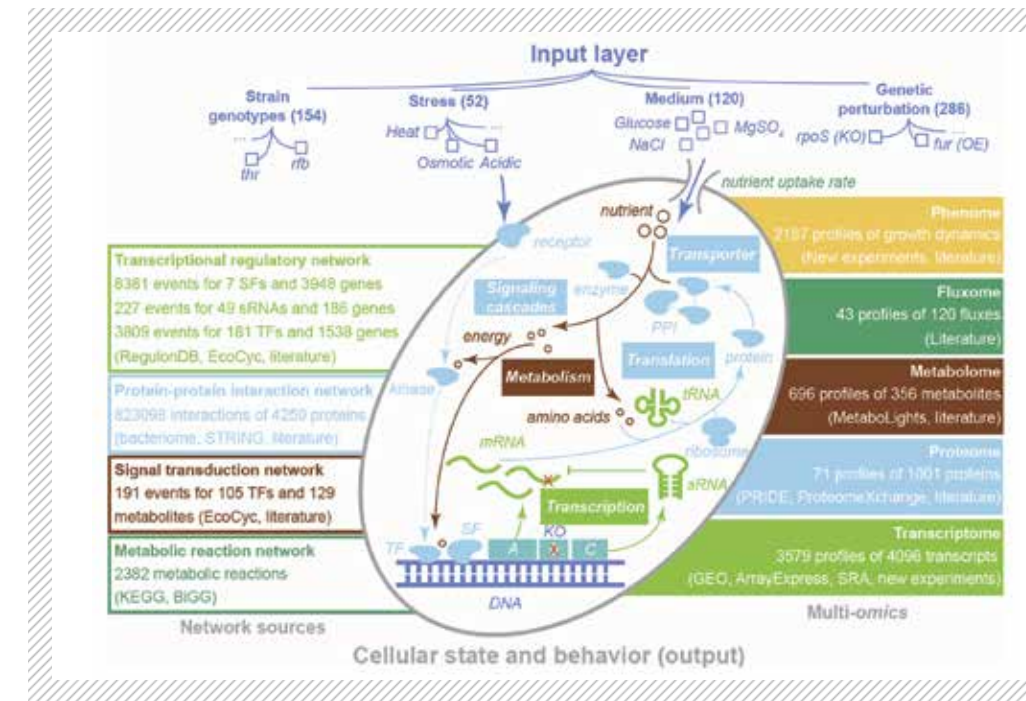 Input layer
Strain
genotypes (154)
...
thr
rfb
Stress (52)
Heat
...
Osmotic Acidic
Medium (120)
Glucose
MgSO4
NaCl
Genetic
perturbation (286)
rpoS (KO)
...
fur (OE)
nutrient uptake rate
Transcriptional regulatory network
8381 events for 7 SFs and 3948 genes
227 events for 49 sRNAs and 186 genes
3809 events for 181 TFs and 1538 genes
(RegulonDB, EcoCyc, literature)
Protein-protein interaction network
823098 interactions of 4250 proteins
(bacteriome, STRING, literature)
Signal transduction network
191 events for 105 TFs and 129
metabolites (EcoCyc, literature)
Metabolic reaction network
2382 metabolic reactions
(KEGG, BIGG)
Network sources
nutrient
receptor
Transporter
Signaling
cascades
enzyme
PPI
energy
Translation
protein
kinase
Metabolism
tRNA
amino acids
mRNA
ribosome
sRNA
Transcription
KO
TF
SF
A
X
C
DNA
Phenome
2187 profiles of growth dynamics
(New experiments, literature)
Fluxome
43 profiles of 120 fluxes
(Literature)
Metabolome
696 profiles of 356 metabolites
(MetaboLights, literature)
Proteome
71 profiles of 1001 proteins
(PRIDE, ProteomeXchange, literature)
Transcriptome
3579 profiles of 4096 transcripts
(GEO, ArrayExpress, SRA, new experiments)
Multi-omics
Cellular state and behavior (output)